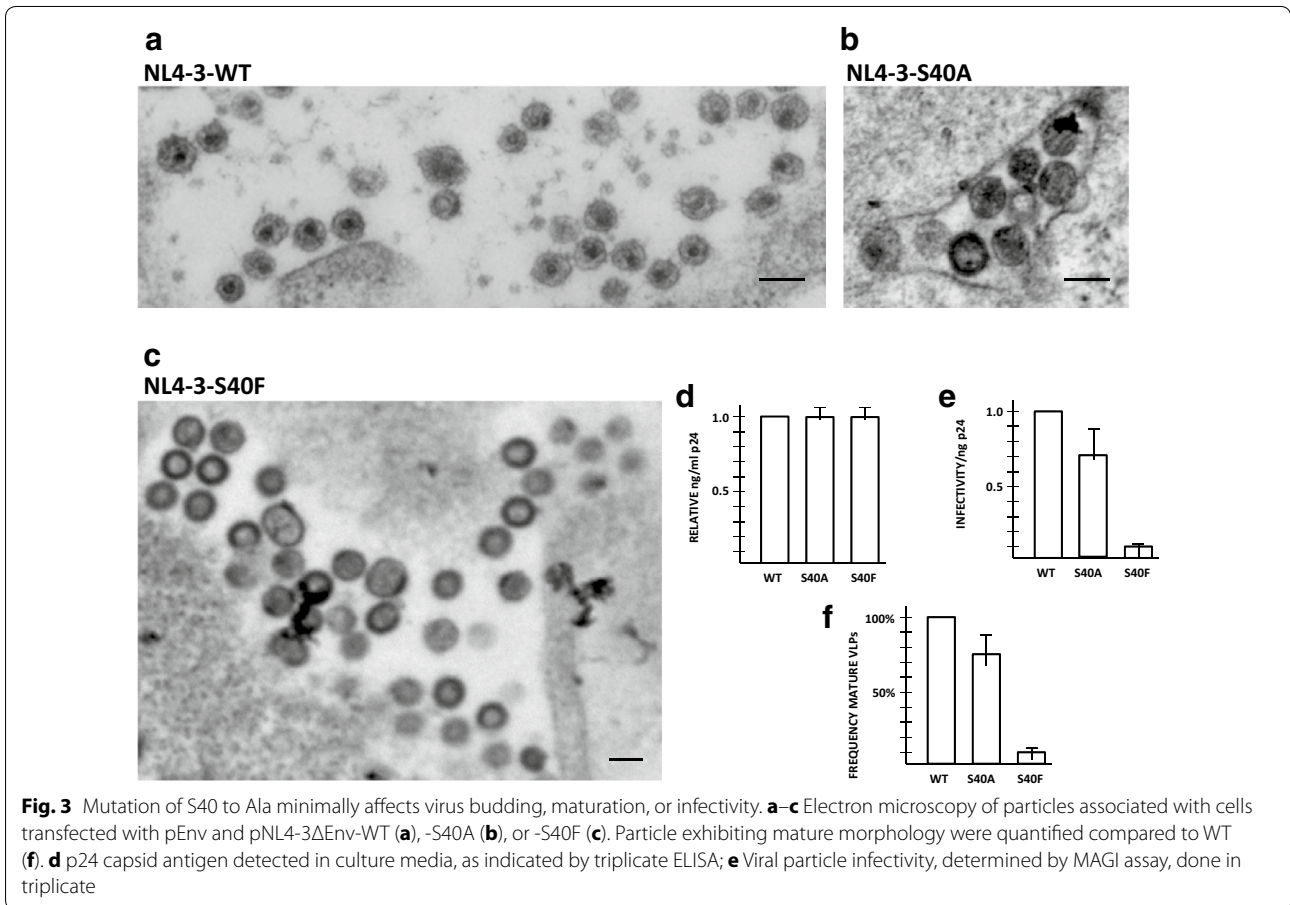 a
NL4-3-WT
b
NL4-3-S40A
c
NL4-3-S40F
d
RELATIVE ng/ml p24
1.0
0.5
WT S40A S40F
e
INFECTIVITY/ng p24
1.0
0.5
WT S40A S40F
f
FREQUENCY MATURE VLPs
100%
50%
WT S40A S40F
Fig. 3 Mutation of S40 to Ala minimally affects virus budding, maturation, or infectivity. a–c Electron microscopy of particles associated with cells
transfected with pEnv and pNL4-3ΔEnv-WT (a), -S40A (b), or -S40F (c). Particle exhibiting mature morphology were quantified compared to WT
(f). d p24 capsid antigen detected in culture media, as indicated by triplicate ELISA; e Viral particle infectivity, determined by MAGI assay, done in
triplicate